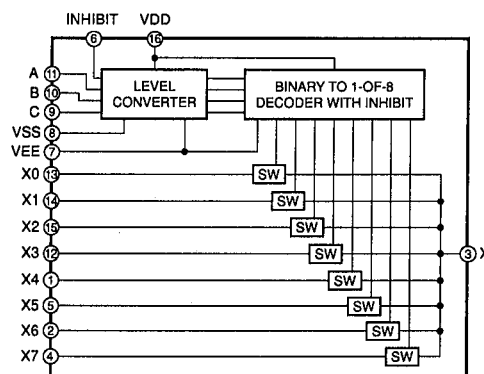 INHIBIT VDD
6 16
A 11
B 10
C 9
VSS 8
VEE 7
LEVEL
CONVERTER
BINARY TO 1-OF-8
DECODER WITH INHIBIT
X0 13 SW
X1 14 SW
X2 15 SW
X3 12 SW
3 X
X4 1 SW
X5 5 SW
X6 2 SW
X7 4 SW